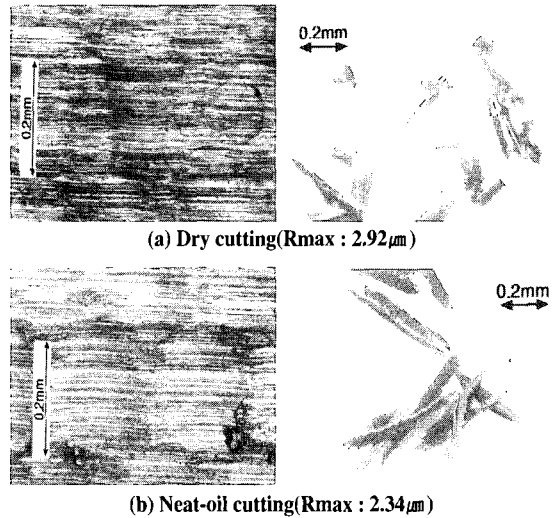 0.2mm
0.2mm
(a) Dry cutting(Rmax : 2.92㎛)
0.2mm
0.2mm
(b) Neat-oil cutting(Rmax : 2.34㎛)